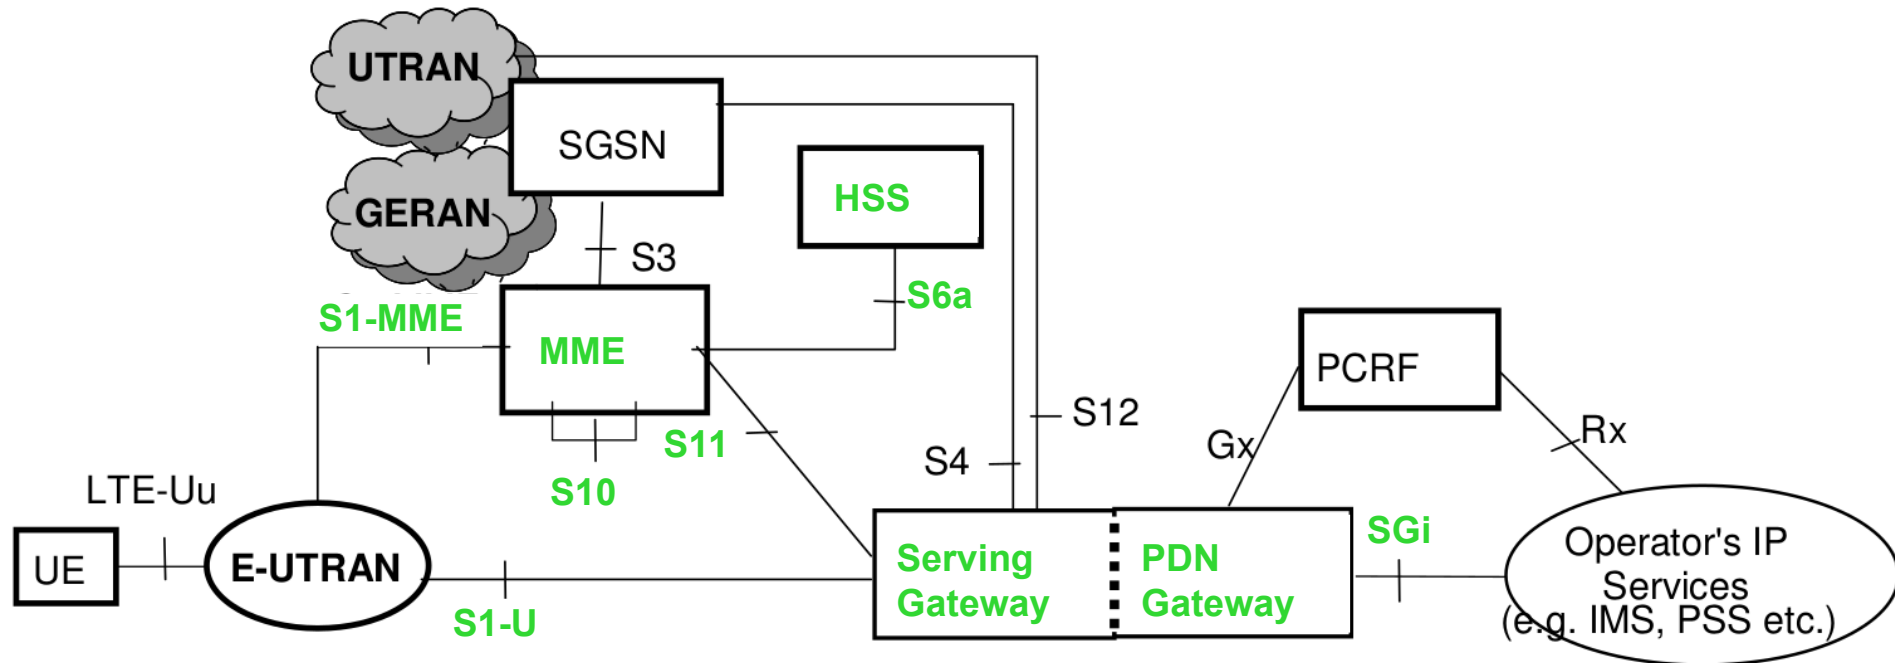 UTRAN
SGSN
GERAN
HSS
S3
S6a
S1-MME
MME
PCRF
S12
S11
Gx
Rx
S4
S10
LTE-Uu
SGi
UE
E-UTRAN
Serving
Gateway
PDN
Gateway
Operator's IP
Services
(e.g. IMS, PSS etc.)
S1-U